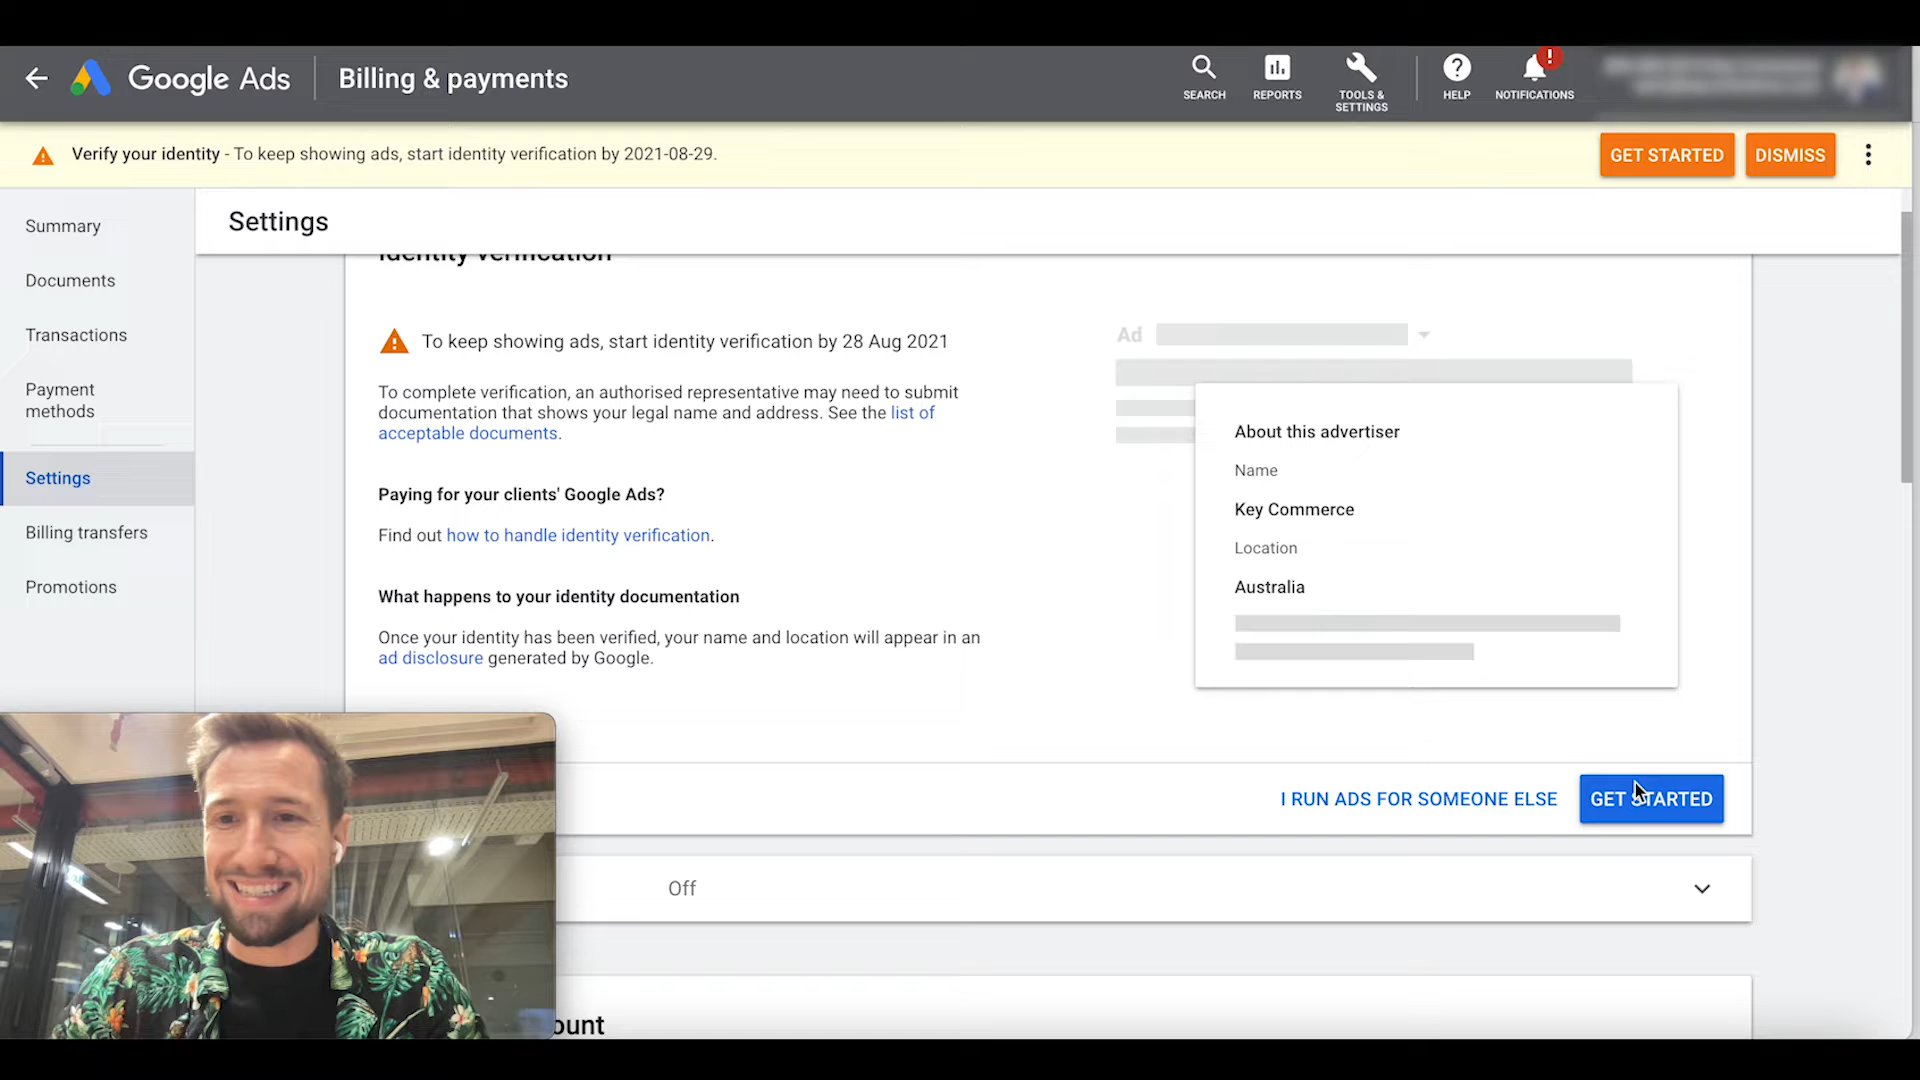 Google Ads
Billing & payments
SEARCH
REPORTS
TOOLS &
SETTINGS
HELP
!
NOTIFICATIONS
Verify your identity - To keep showing ads, start identity verification by 2021-08-29.
GET STARTED
DISMISS
Summary
Documents
Transactions
Payment
methods
Settings
Billing transfers
Promotions
Settings
Identity verification
To keep showing ads, start identity verification by 28 Aug 2021
To complete verification, an authorised representative may need to submit
documentation that shows your legal name and address. See the list of
acceptable documents.
Paying for your clients' Google Ads?
Find out how to handle identity verification.
What happens to your identity documentation
Once your identity has been verified, your name and location will appear in an
ad disclosure generated by Google.
Ad
About this advertiser
Name
Key Commerce
Location
Australia
I RUN ADS FOR SOMEONE ELSE
GET STARTED
Off
ount